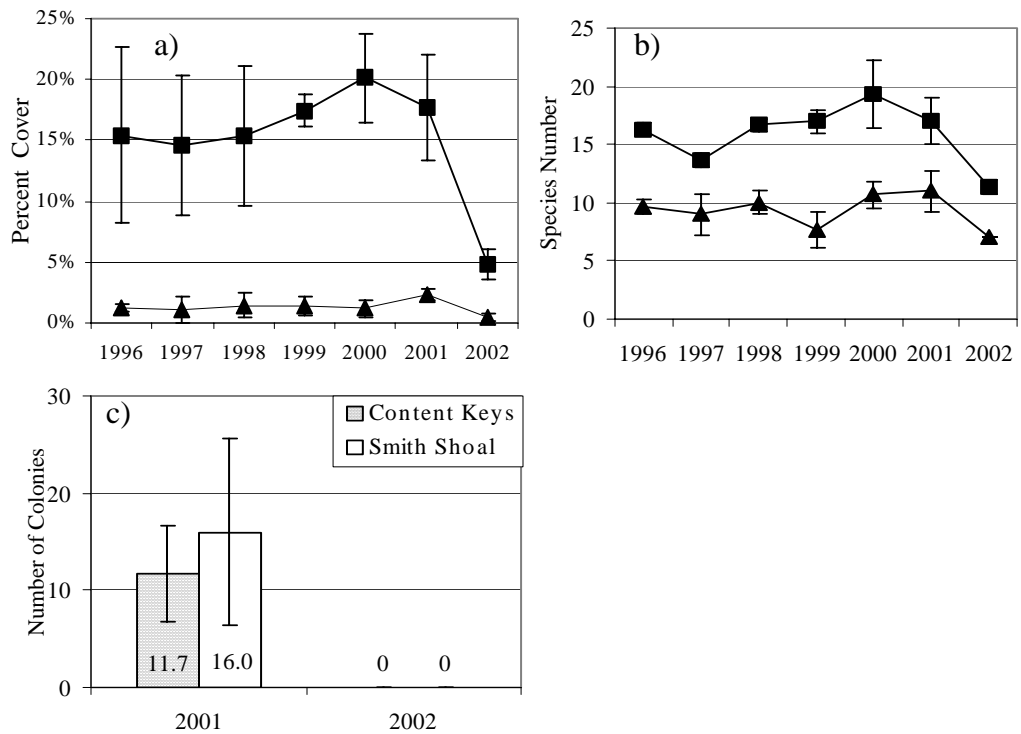 a)
25%
20%
15%
10%
5%
0%
Percent Cover
1996 1997 1998 1999 2000 2001 2002
b)
25
20
15
10
5
0
Species Number
1996 1997 1998 1999 2000 2001 2002
c)
30
20
10
0
Number of Colonies
Content Keys
Smith Shoal
11.7 16.0 0 0
2001 2002